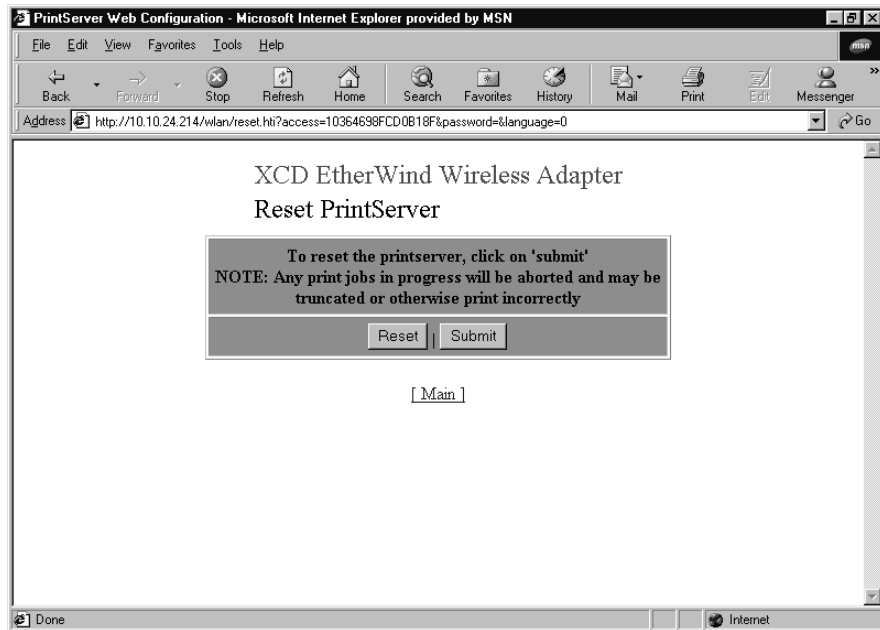 PrintServer Web Configuration - Microsoft Internet Explorer provided by MSN
File Edit View Favorites Tools Help
msn
Back Forward Stop Refresh Home Search Favorites History Mail Print Edit Messenger »
Address http://10.10.24.214/wlan/reset.hti?access=10364698FCD0B18F&password=&language=0 Go
XCD EtherWind Wireless Adapter
Reset PrintServer
To reset the printserver, click on 'submit'
NOTE: Any print jobs in progress will be aborted and may be
truncated or otherwise print incorrectly
Reset | Submit
[ Main ]
Done Internet